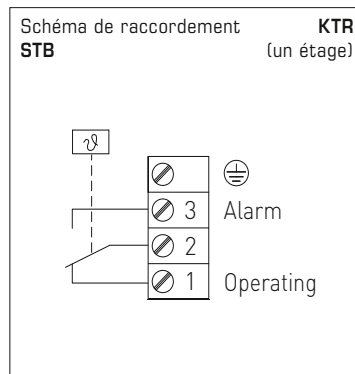 Schéma de raccordement KTR
STB (un étage)
ϑ
3 Alarm
2
1 Operating